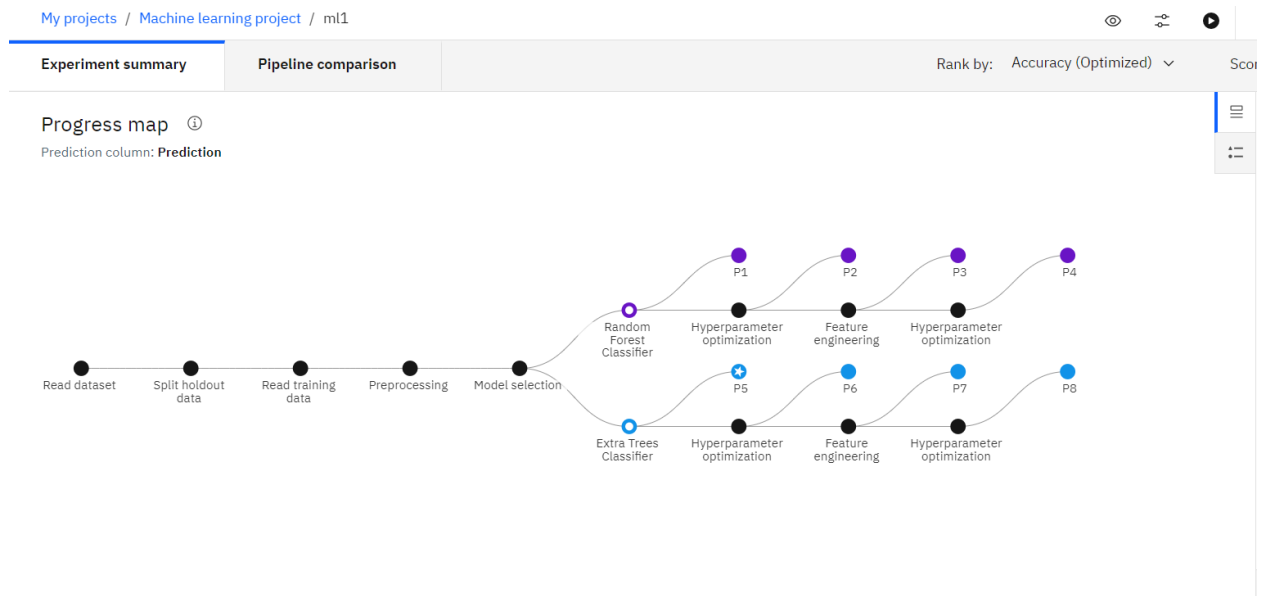 My projects / Machine learning project / ml1
Experiment summary
Pipeline comparison
Rank by: Accuracy (Optimized)
Progress map
Prediction column: Prediction
P1
P2
P3
P4
Random
Forest
Classifier
Hyperparameter
optimization
Feature
engineering
Hyperparameter
optimization
Read dataset
Split holdout
data
Read training
data
Preprocessing
Model selection
P5
P6
P7
P8
Extra Trees
Classifier
Hyperparameter
optimization
Feature
engineering
Hyperparameter
optimization